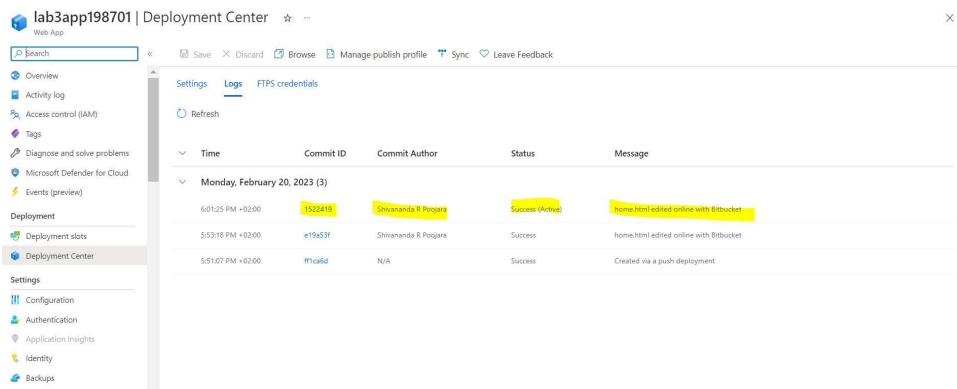 lab3app198701 | Deployment Center
Web App
Search
Save Discard Browse Manage publish profile Sync Leave Feedback
Overview
Activity log
Access control (IAM)
Tags
Diagnose and solve problems
Microsoft Defender for Cloud
Events (preview)
Deployment
Deployment slots
Deployment Center
Settings
Configuration
Authentication
Application Insights
Identity
Backups
Settings Logs FTPS credentials
Refresh
Time Commit ID Commit Author Status Message
Monday, February 20, 2023 (3)
6:01:25 PM +02:00 1522419 Shivananda R Poojara Success (Active) home.html edited online with Bitbucket
5:53:18 PM +02:00 e19a53f Shivananda R Poojara Success home.html edited online with Bitbucket
5:51:07 PM +02:00 ff1ca6d N/A Success Created via a push deployment